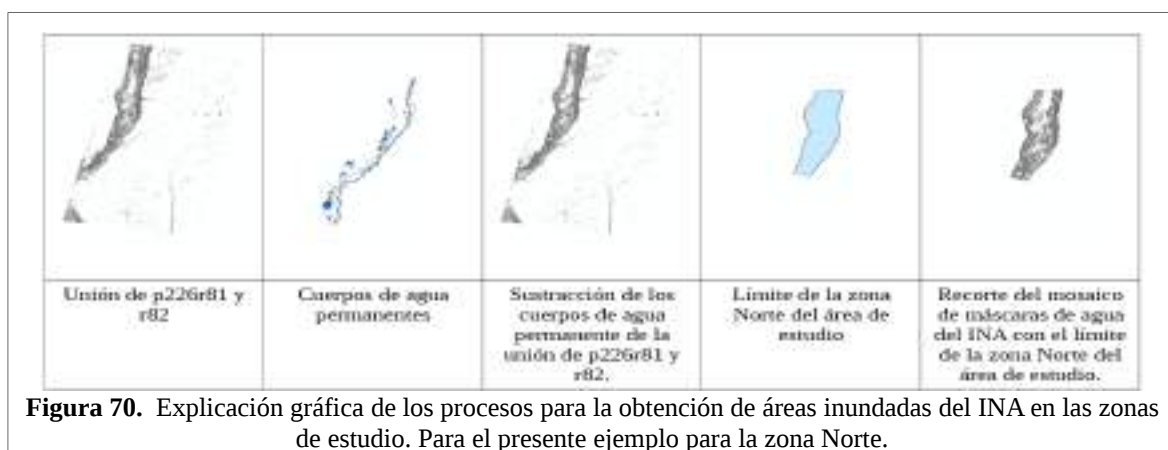 Unión de p226r81 y
r82
Cuerpos de agua
permanentes
Sustracción de los
cuerpos de agua
permanente de la
unión de p226r81 y
r82.
Límite de la zona
Norte del área de
estudio
Recorte del mosaico
de máscaras de agua
del INA con el límite
de la zona Norte del
área de estudio.
Figura 70. Explicación gráfica de los procesos para la obtención de áreas inundadas del INA en las zonas
de estudio. Para el presente ejemplo para la zona Norte.